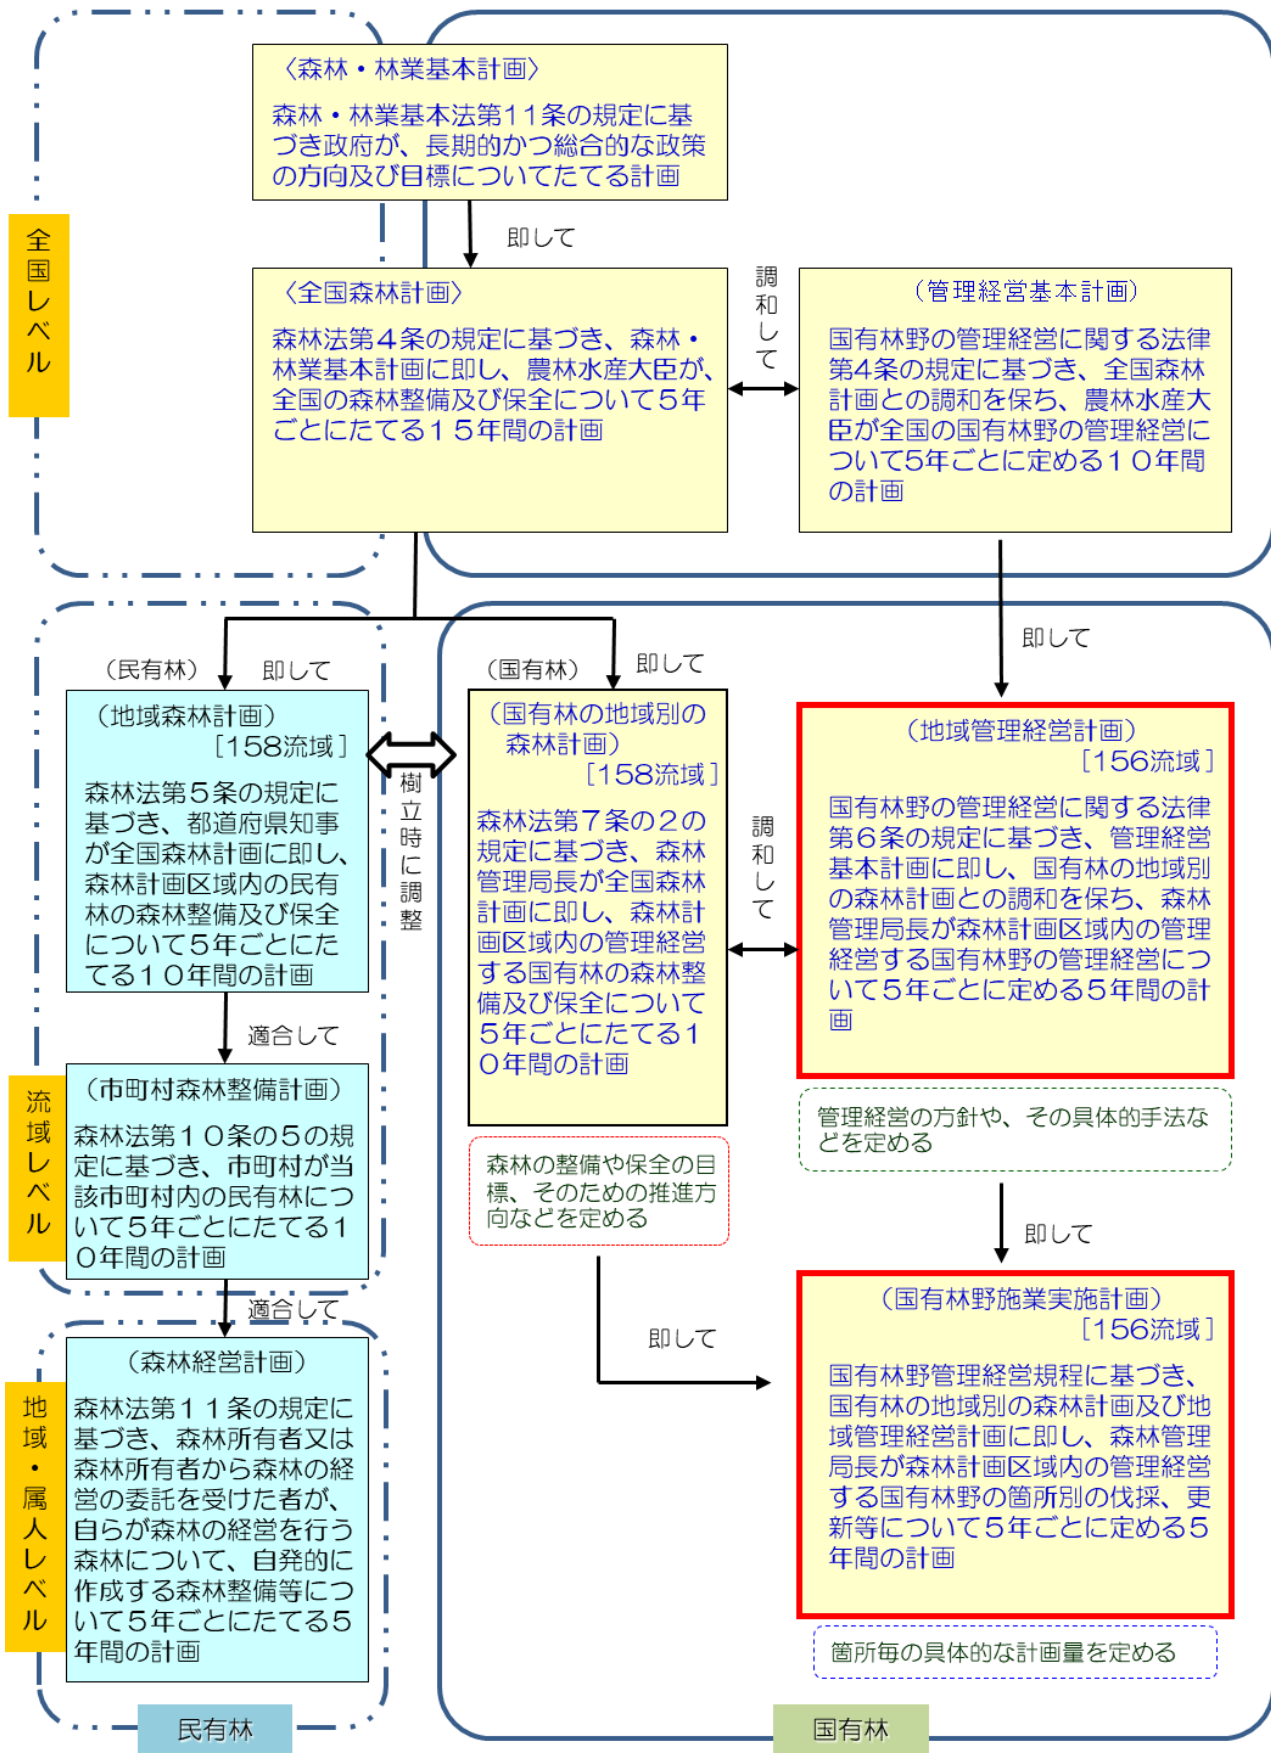 〈森林・林業基本計画〉
森林・林業基本法第11条の規定に基
づき政府が、長期的かつ総合的な政策
の方向及び目標についてたてる計画
全国レベル
即して
〈全国森林計画〉
森林法第４条の規定に基づき、森林・
林業基本計画に即し、農林水産大臣が、
全国の森林整備及び保全について５年
ごとにたてる１５年間の計画
調和して
（管理経営基本計画）
国有林野の管理経営に関する法律
第4条の規定に基づき、全国森林
計画との調和を保ち、農林水産大
臣が全国の国有林野の管理経営に
ついて5年ごとに定める１０年間
の計画
（民有林）
即して
（国有林）
即して
即して
（地域森林計画）
［158流域］
森林法第５条の規定に
基づき、都道府県知事
が全国森林計画に即し、
森林計画区域内の民有
林の森林整備及び保全
について５年ごとにた
てる１０年間の計画
樹立時に調整
（国有林の地域別の
森林計画）
［158流域］
森林法第７条の２の
規定に基づき、森林
管理局長が全国森林
計画に即し、森林計
画区域内の管理経営
する国有林の森林整
備及び保全について
５年ごとにたてる１
０年間の計画
調和して
（地域管理経営計画）
［156流域］
国有林野の管理経営に関する法律
第６条の規定に基づき、管理経営
基本計画に即し、国有林の地域別
の森林計画との調和を保ち、森林
管理局長が森林計画区域内の管理
経営する国有林野の管理経営につ
いて５年ごとに定める５年間の計
画
適合して
流域レベル
（市町村森林整備計画）
森林法第１０条の５の規
定に基づき、市町村が当
該市町村内の民有林につ
いて５年ごとにたてる１
０年間の計画
森林の整備や保全の目
標、そのための推進方
向などを定める
管理経営の方針や、その具体的手法な
どを定める
即して
適合して
即して
地域・属人レベル
（森林経営計画）
森林法第１１条の規定に
基づき、森林所有者又は
森林所有者から森林の経
営の委託を受けた者が、
自らが森林の経営を行う
森林について、自発的に
作成する森林整備等につ
いて５年ごとにたてる５
年間の計画
（国有林野施業実施計画）
［156流域］
国有林野管理経営規程に基づき、
国有林の地域別の森林計画及び地
域管理経営計画に即し、森林管理
局長が森林計画区域内の管理経営
する国有林野の箇所別の伐採、更
新等について５年ごとに定める５
年間の計画
箇所毎の具体的な計画量を定める
民有林
国有林